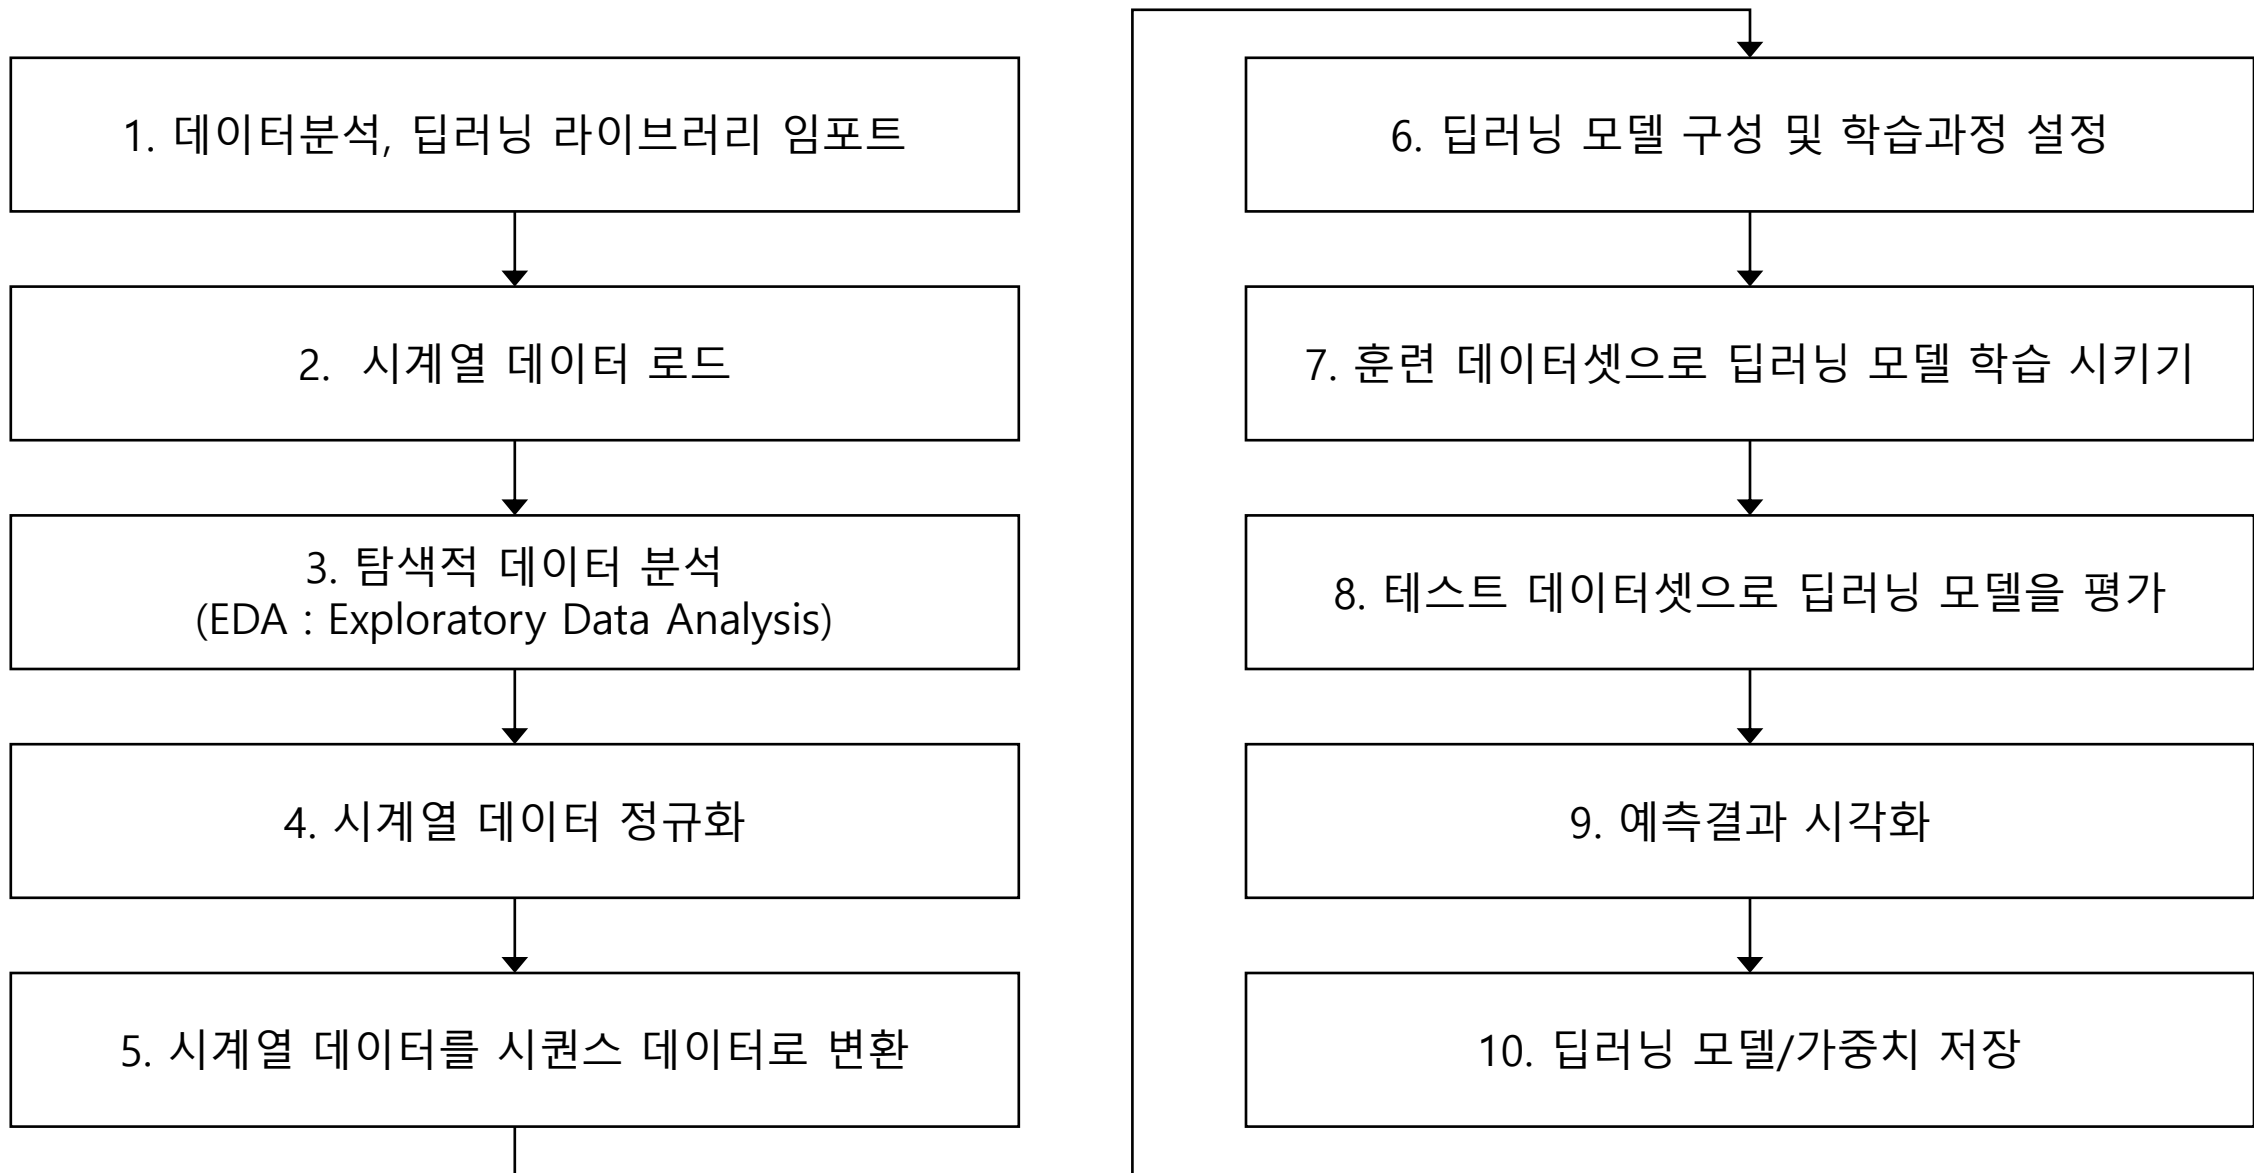 1. 데이터분석, 딥러닝 라이브러리 임포트
2. 시계열 데이터 로드
3. 탐색적 데이터 분석
(EDA : Exploratory Data Analysis)
4. 시계열 데이터 정규화
5. 시계열 데이터를 시퀀스 데이터로 변환
6. 딥러닝 모델 구성 및 학습과정 설정
7. 훈련 데이터셋으로 딥러닝 모델 학습 시키기
8. 테스트 데이터셋으로 딥러닝 모델을 평가
9. 예측결과 시각화
10. 딥러닝 모델/가중치 저장